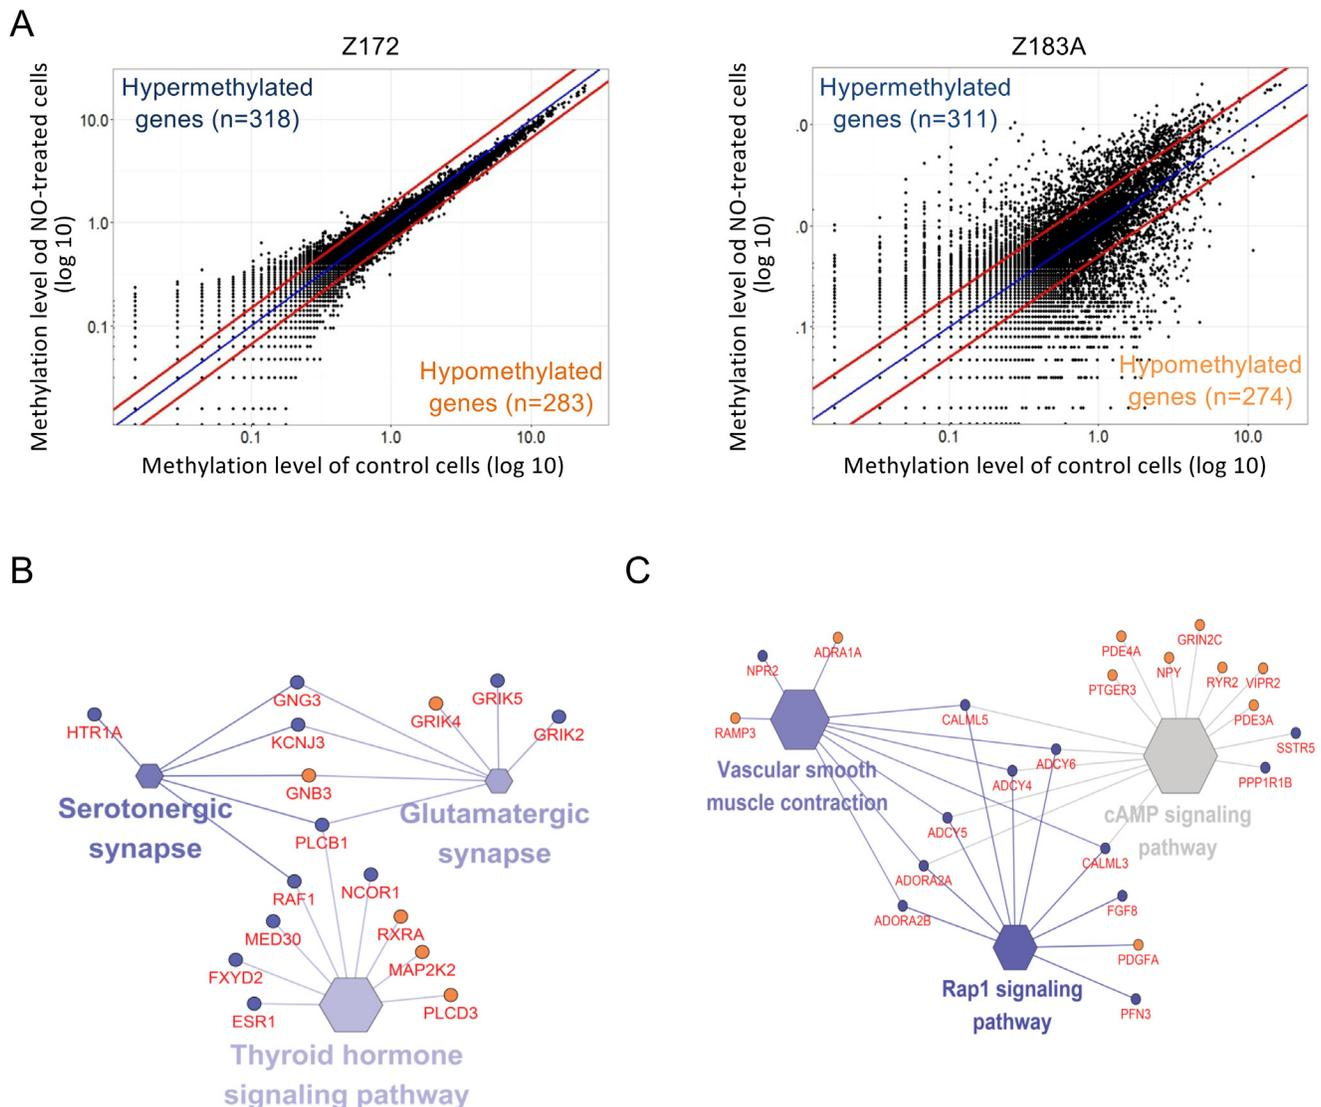 A
Z172
Z183A
Methylation level od NO-treated cells
(log 10)
Hypermethylated
genes (n=318)
10.0
1.0
0.1
Hypomethylated
genes (n=283)
0.1
1.0
10.0
Methylation level of control cells (log 10)
Methylation level od NO-treated cells
(log 10)
Hypermethylated
genes (n=311)
.0
.0
.1
Hypomethylated
genes (n=274)
0.1
1.0
10.0
Methylation level of control cells (log 10)
B
GNG3
GRIK5
GRIK4
HTR1A
KCNJ3
GRIK2
GNB3
Serotonergic
synapse
Glutamatergic
synapse
PLCB1
RAF1
NCOR1
MED30
RXRA
FXYD2
MAP2K2
ESR1
PLCD3
Thyroid hormone
signaling pathway
C
NPR2
ADRA1A
RAMP3
Vascular smooth
muscle contraction
CALML5
ADCY6
ADCY4
ADCY5
ADORA2A
ADORA2B
CALML3
PDE4A
GRIN2C
NPY
PTGER3
RYR2
VIPR2
PDE3A
SSTR5
PPP1R1B
cAMP signaling
pathway
FGF8
PDGFA
PFN3
Rap1 signaling
pathway